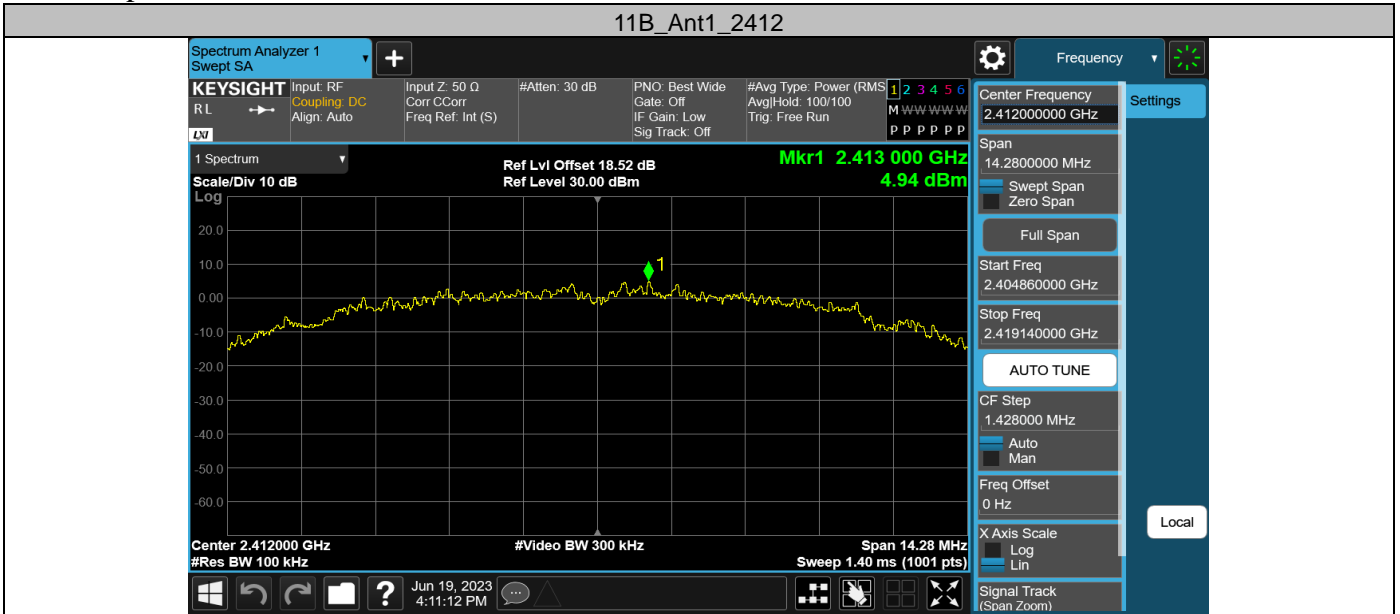 11B_Ant1_2412
Spectrum Analyzer 1
Swept SA
Frequency
KEYSIGHT
RL
LXI
Input: RF
Coupling: DC
Align: Auto
Input Z: 50 Ω
Corr CCorr
Freq Ref: Int (S)
#Atten: 30 dB
PNO: Best Wide
Gate: Off
IF Gain: Low
Sig Track: Off
#Avg Type: Power (RMS
Avg|Hold: 100/100
Trig: Free Run
1 2 3 4 5 6
M W W W W W
P P P P P P
1 Spectrum
Scale/Div 10 dB
Log
Ref Lvl Offset 18.52 dB
Ref Level 30.00 dBm
Mkr1 2.413 000 GHz
4.94 dBm
20.0
10.0
0.00
-10.0
-20.0
-30.0
-40.0
-50.0
-60.0
1
Center 2.412000 GHz
#Res BW 100 kHz
#Video BW 300 kHz
Span 14.28 MHz
Sweep 1.40 ms (1001 pts)
Center Frequency
2.412000000 GHz
Span
14.2800000 MHz
Swept Span
Zero Span
Full Span
Start Freq
2.404860000 GHz
Stop Freq
2.419140000 GHz
AUTO TUNE
CF Step
1.428000 MHz
Auto
Man
Freq Offset
0 Hz
X Axis Scale
Log
Lin
Signal Track
(Span Zoom)
Settings
Local
?
Jun 19, 2023
4:11:12 PM